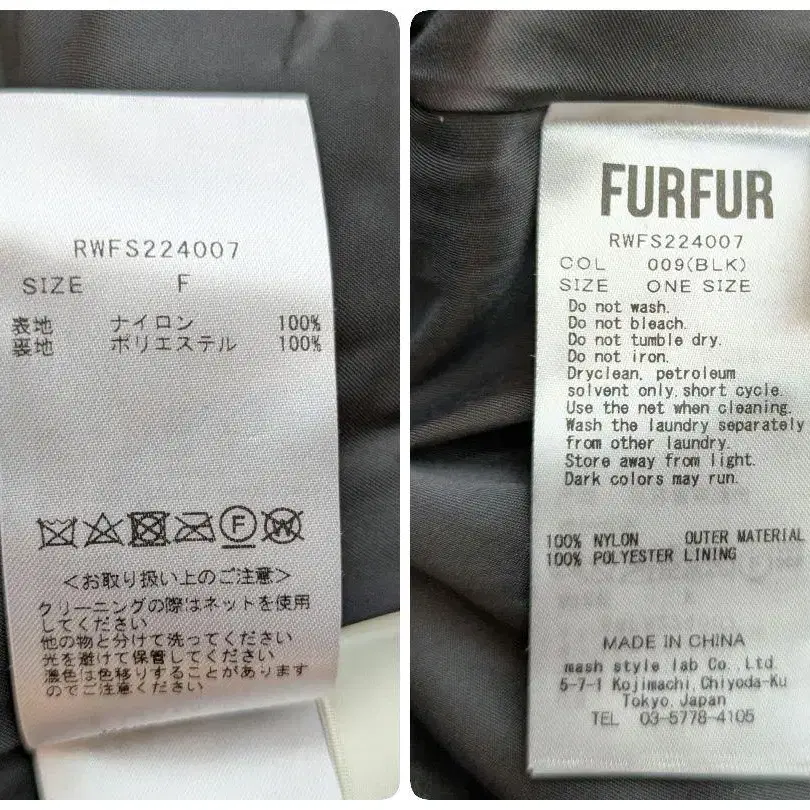 RWFS224007
SIZE F
表地 ナイロン 100%
裏地 ポリエステル 100%
F W
<お取り扱い上のご注意>
クリーニングの際はネットを使用
してください
他の物と分けて洗ってください
光を避けて保管してください
濃色は色移りすることがあります
のでご注意ください
FURFUR
RWFS224007
COL 009(BLK)
SIZE ONE SIZE
Do not wash.
Do not bleach.
Do not tumble dry.
Do not iron.
Dryclean, petroleum
solvent only,short cycle.
Use the net when cleaning.
Wash the laundry separately
from other laundry.
Store away from light.
Dark colors may run.
100% NYLON OUTER MATERIAL
100% POLYESTER LINING
MADE IN CHINA
mash style lab Co.,Ltd.
5-7-1 Kojimachi,Chiyoda-Ku
Tokyo,Japan
TEL 03-5778-4105